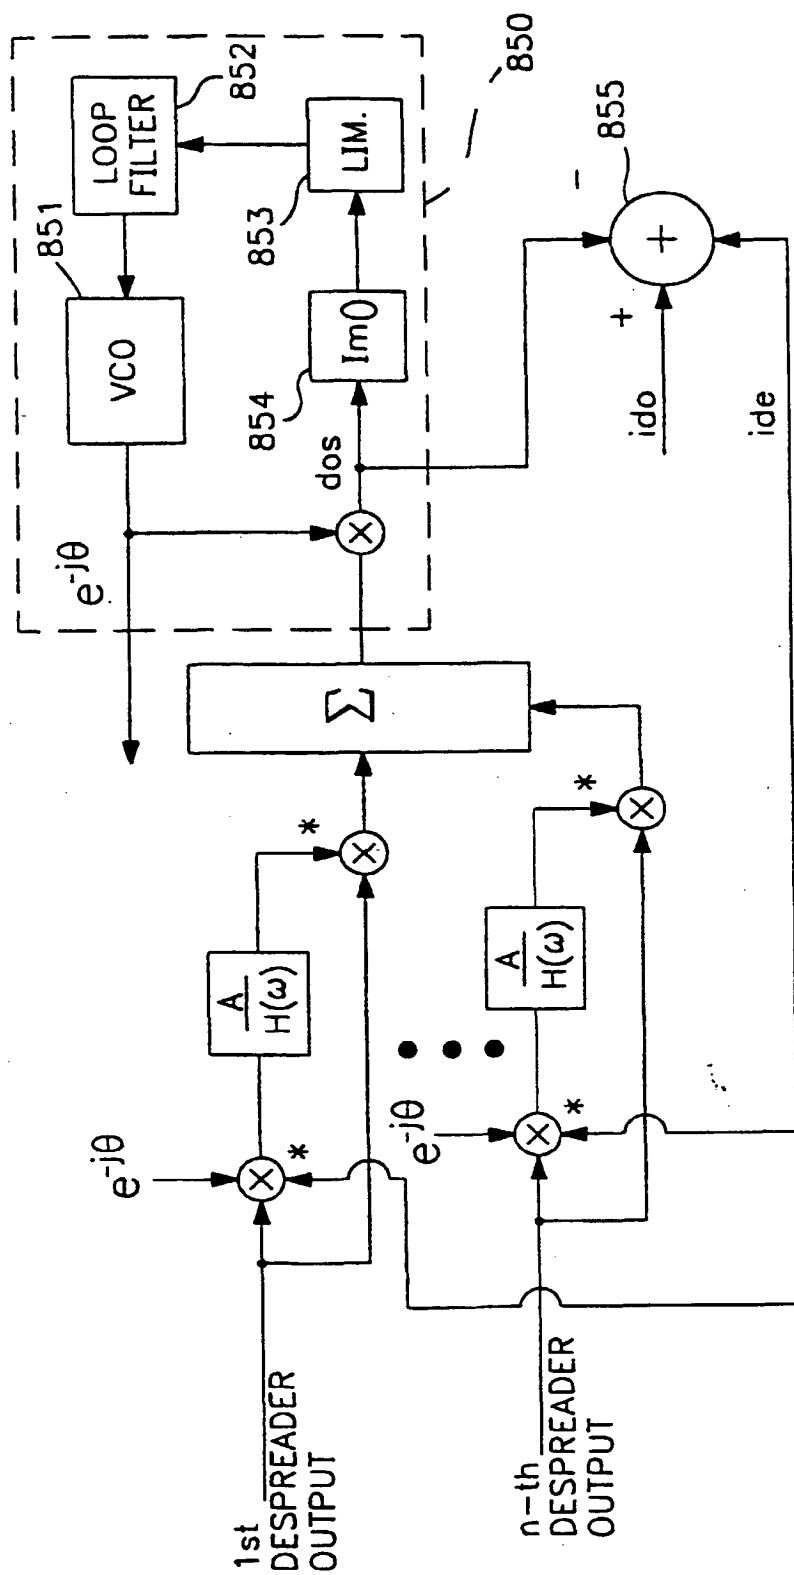 1st
DESPREADER
OUTPUT
e^{-jθ}
×
*
A
H(ω)
*
×
n-th
DESPREADER
OUTPUT
e^{-jθ}
×
*
A
H(ω)
*
×
Σ
e^{-jθ}
VCO
851
LOOP
FILTER
852
LIM.
853
Im()
854
×
dos
850
ido
+
-
+
855
ide